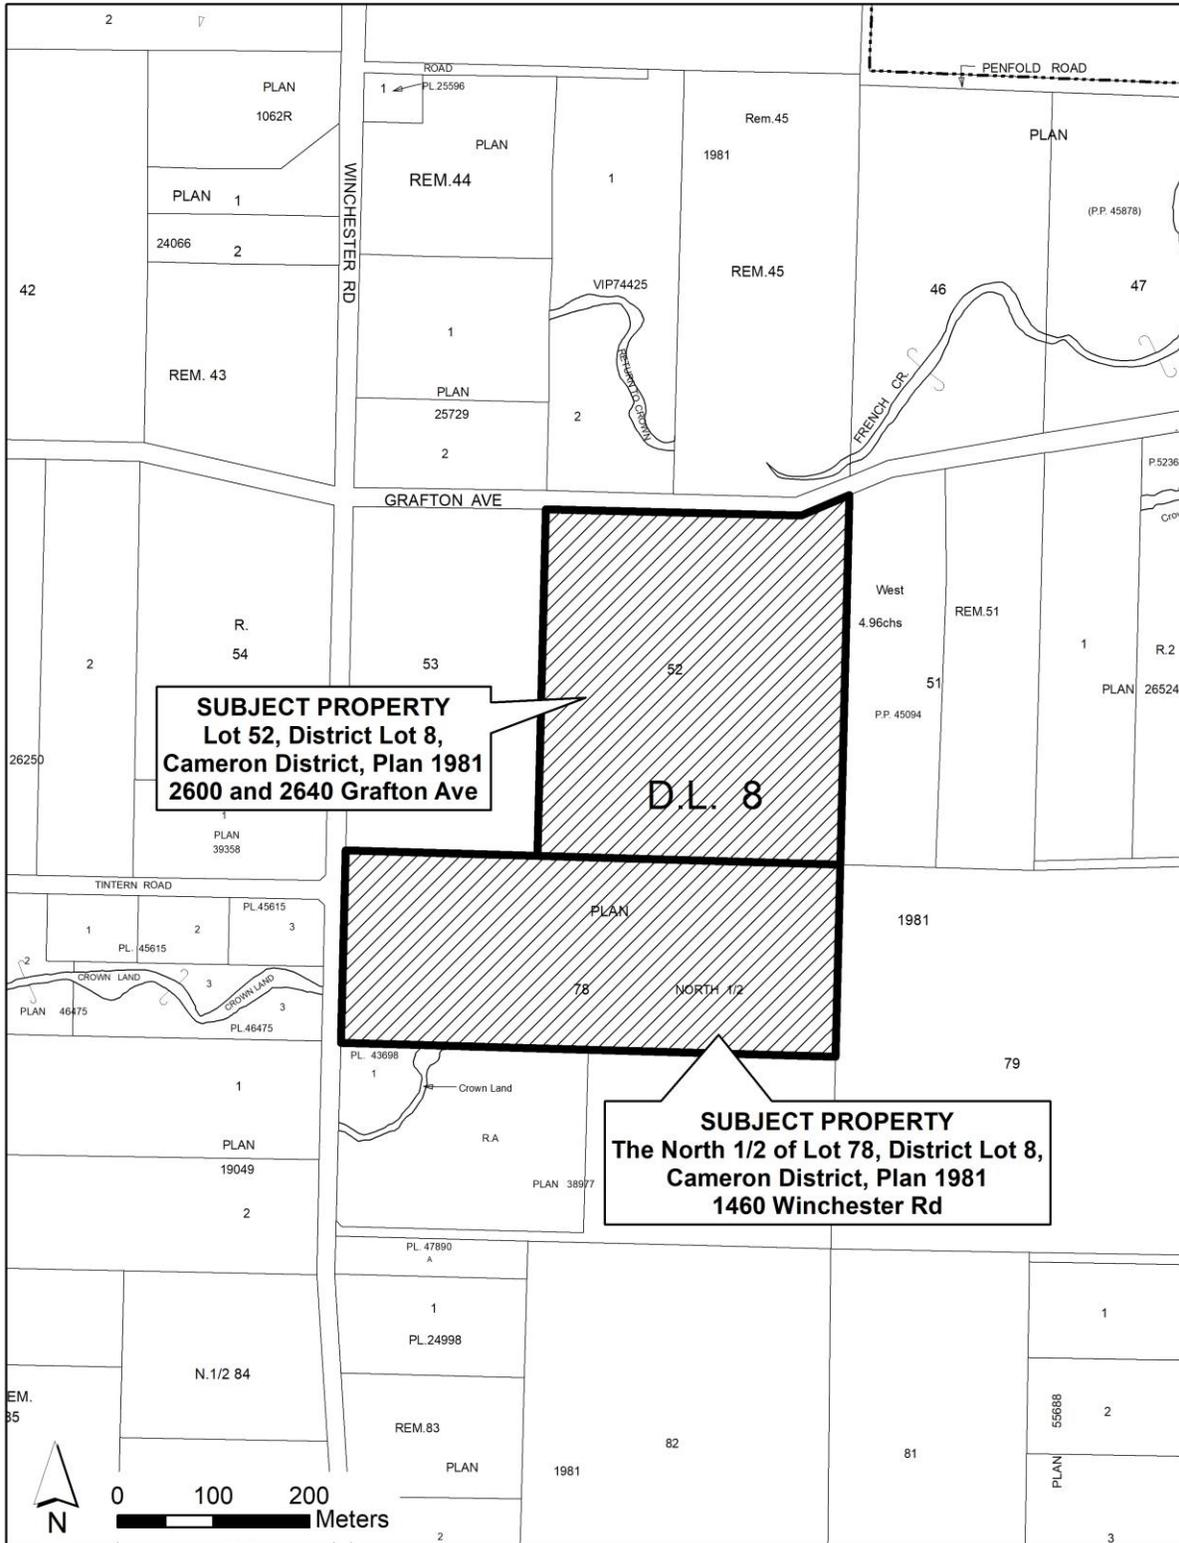 2
ROAD
PENFOLD ROAD
PLAN
1062R
1
PL.25596
Rem.45
PLAN
1981
PLAN
REM.44
1
PLAN 1
WINCHESTER RD
(P.P. 45878)
24066
2
REM.45
42
VIP74425
46
47
1
RETURN TO CROWN
REM. 43
PLAN
25729
2
FRENCH CR.
2
P.5236
GRAFTON AVE
Crow
West
4.96chs
REM.51
R.
54
2
53
52
1
R.2
51
PLAN 26524
P.P. 45094
SUBJECT PROPERTY
Lot 52, District Lot 8,
Cameron District, Plan 1981
2600 and 2640 Grafton Ave
26250
D.L. 8
1
PLAN
39358
TINTERN ROAD
PL.45615
PLAN
1981
1
2
3
PL. 45615
2
CROWN LAND
3
CROWN LAND
78
NORTH 1/2
3
PLAN 46475
PL.46475
PL. 43698
1
79
1
Crown Land
SUBJECT PROPERTY
The North 1/2 of Lot 78, District Lot 8,
Cameron District, Plan 1981
1460 Winchester Rd
R.A
PLAN
19049
PLAN 38977
2
PL. 47890
A
1
1
PL.24998
N.1/2 84
EM.
35
PLAN 55688
2
REM.83
82
81
PLAN
1981
0 100 200
Meters
N
2
3